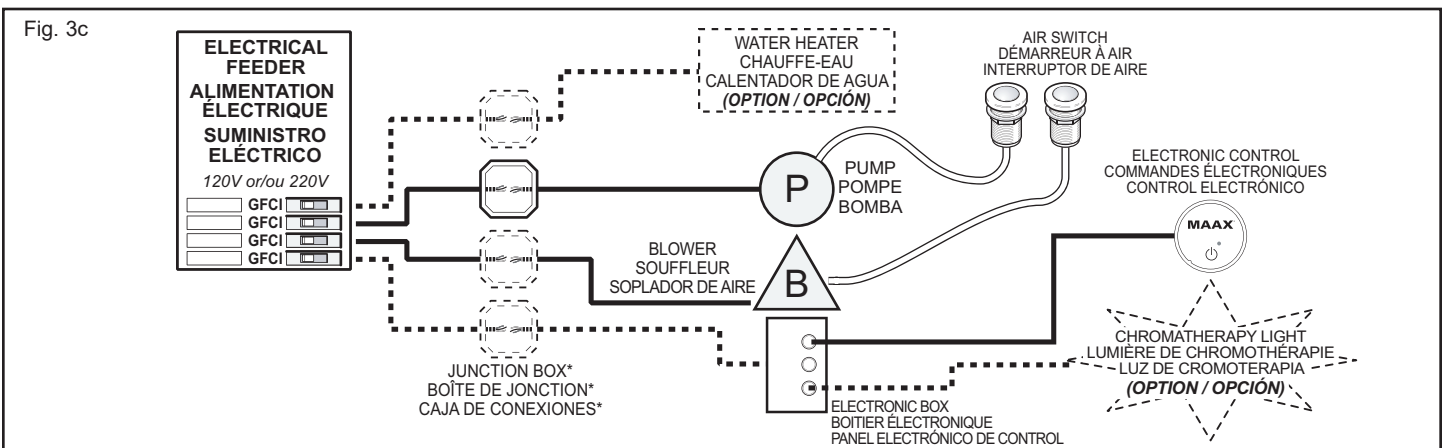 Fig. 3c
ELECTRICAL
FEEDER
ALIMENTATION
ÉLECTRIQUE
SUMINISTRO
ELÉCTRICO
120V or/ou 220V
GFCI
GFCI
GFCI
GFCI
WATER HEATER
CHAUFFE-EAU
CALENTADOR DE AGUA
(OPTION / OPCIÓN)
AIR SWITCH
DÉMARREUR À AIR
INTERRUPTOR DE AIRE
P
PUMP
POMPE
BOMBA
ELECTRONIC CONTROL
COMMANDES ÉLECTRONIQUES
CONTROL ELECTRÓNICO
MAAX
BLOWER
SOUFFLEUR
SOPLADOR DE AIRE
B
JUNCTION BOX*
BOÎTE DE JONCTION*
CAJA DE CONEXIONES*
CHROMATHERAPY LIGHT
LUMIÈRE DE CHROMOTHÉRAPIE
LUZ DE CROMOTERAPIA
(OPTION / OPCIÓN)
ELECTRONIC BOX
BOITIER ÉLECTRONIQUE
PANEL ELECTRÓNICO DE CONTROL